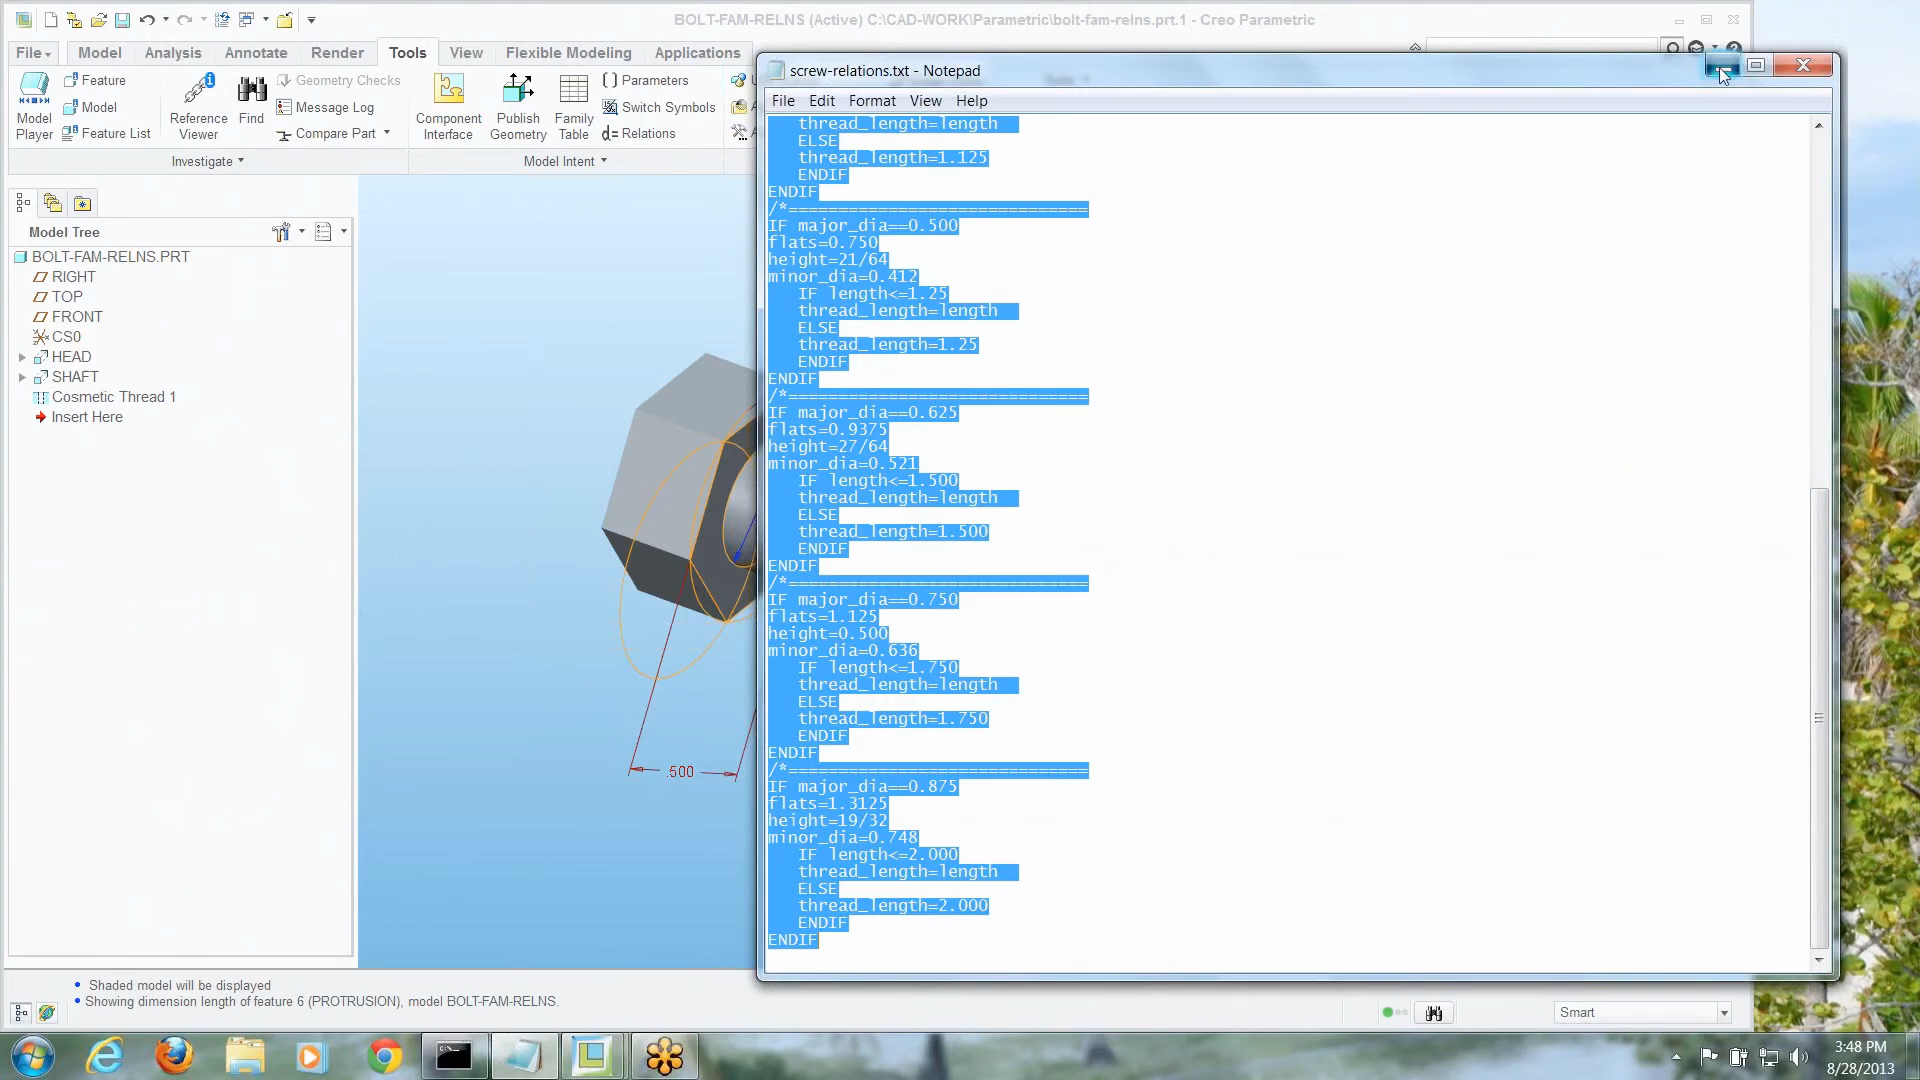 BOLT-FAM-RELNS (Active) C:\CAD-WORK\Parametric\bolt-fam-relns.prt.1 - Creo Parametric
File
Model
Analysis
Annotate
Render
Tools
View
Flexible Modeling
Applications
Model
Player
Feature
Model
Feature List
Reference
Viewer
Find
Geometry Checks
Message Log
Compare Part
Component
Interface
Publish
Geometry
Family
Table
Parameters
Switch Symbols
d= Relations
Investigate
Model Intent
Model Tree
BOLT-FAM-RELNS.PRT
RIGHT
TOP
FRONT
CS0
HEAD
SHAFT
Cosmetic Thread 1
Insert Here
.500
screw-relations.txt - Notepad
File Edit Format View Help
thread_length=length
ELSE
thread_length=1.125
ENDIF
ENDIF
/*==============================
IF major_dia==0.500
flats=0.750
height=21/64
minor_dia=0.412
IF length<=1.25
thread_length=length
ELSE
thread_length=1.25
ENDIF
ENDIF
/*==============================
IF major_dia==0.625
flats=0.9375
height=27/64
minor_dia=0.521
IF length<=1.500
thread_length=length
ELSE
thread_length=1.500
ENDIF
ENDIF
/*==============================
IF major_dia==0.750
flats=1.125
height=0.500
minor_dia=0.636
IF length<=1.750
thread_length=length
ELSE
thread_length=1.750
ENDIF
ENDIF
/*==============================
IF major_dia==0.875
flats=1.3125
height=19/32
minor_dia=0.748
IF length<=2.000
thread_length=length
ELSE
thread_length=2.000
ENDIF
ENDIF
Shaded model will be displayed
Showing dimension length of feature 6 (PROTRUSION), model BOLT-FAM-RELNS.
Smart
3:48 PM
8/28/2013